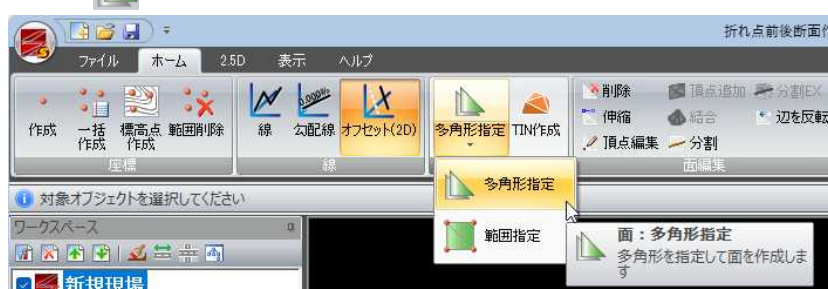 折れ点前後断面作
ファイル ホーム 2.5D 表示 ヘルプ
作成 一括作成 標高点作成 範囲削除 線 勾配線 オフセット(2D) 多角形指定 TIN作成
削除 頂点追加 分割EX
伸縮 結合 辺を反転
頂点編集 分割
座標 線 面編集
対象オブジェクトを選択してください
多角形指定
範囲指定
面：多角形指定
多角形を指定して面を作成しま
す
ワークスペース
新規現場